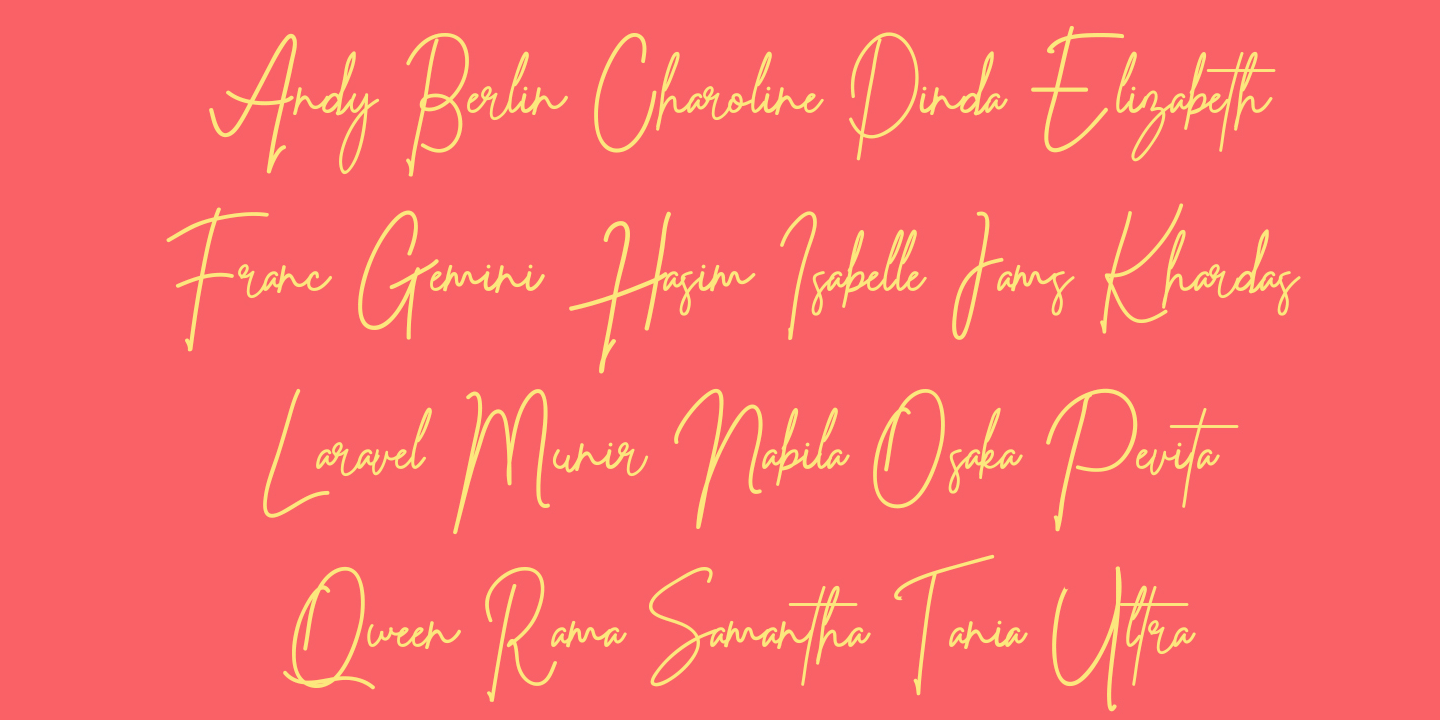 Andy Berlin Charoline Dinda Elizabeth
Franc Gemini Hasim Isabelle Jams Khardas
Laravel Munir Nabila Osaka Pevita
Qween Rama Samantha Tania Ultra